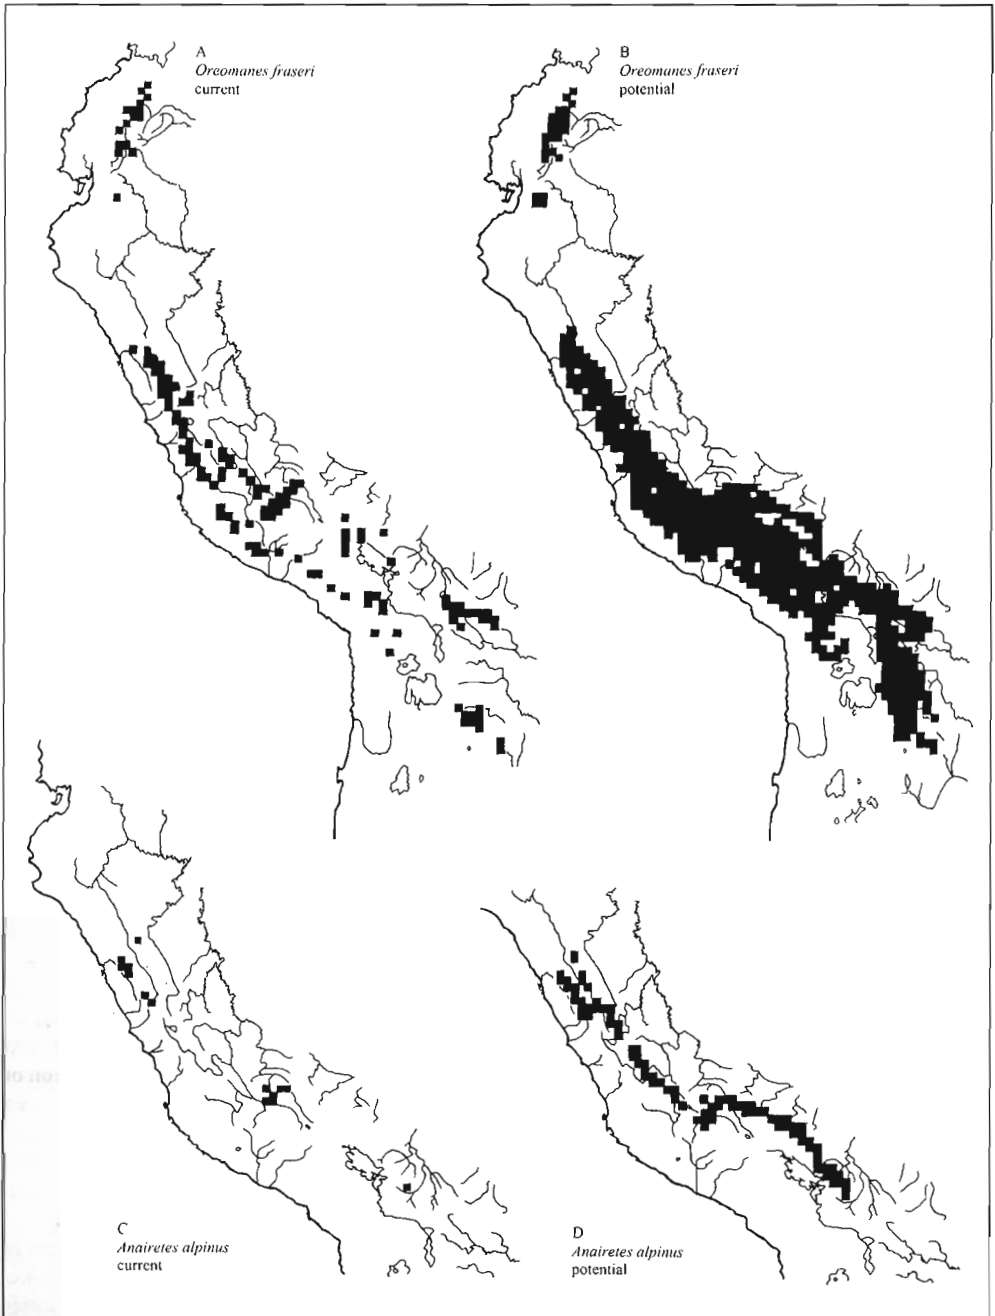 A
Oreomanes fraseri
current
B
Oreomanes fraseri
potential
C
Anairetes alpinus
current
D
Anairetes alpinus
potential